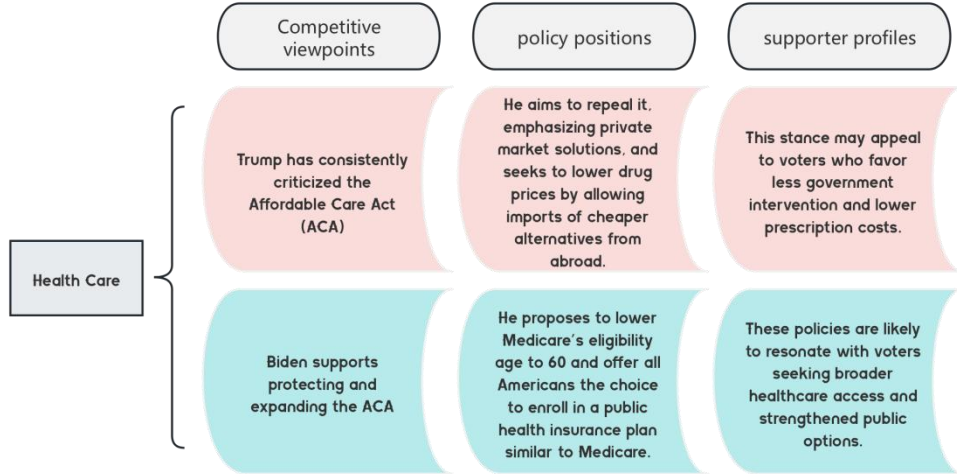 Competitive
viewpoints
policy positions
supporter profiles
Health Care
Trump has consistently
criticized the
Affordable Care Act
(ACA)
He aims to repeal it,
emphasizing private
market solutions, and
seeks to lower drug
prices by allowing
imports of cheaper
alternatives from
abroad.
This stance may appeal
to voters who favor
less government
intervention and lower
prescription costs.
Biden supports
protecting and
expanding the ACA
He proposes to lower
Medicare's eligibility
age to 60 and offer all
Americans the choice
to enroll in a public
health insurance plan
similar to Medicare.
These policies are likely
to resonate with voters
seeking broader
healthcare access and
strengthened public
options.